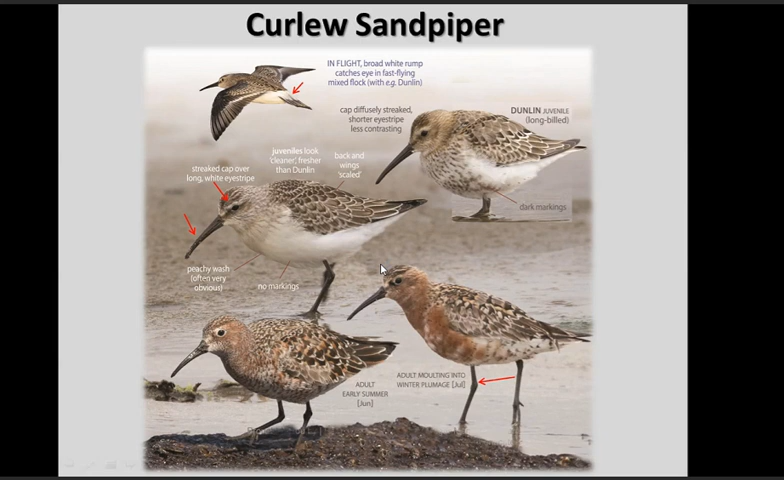 Curlew Sandpiper
IN FLIGHT, broad white rump
catches eye in fast-flying
mixed flock (with e.g. Dunlin)
cap diffusely streaked,
shorter eyestripe
less contrasting
DUNLIN JUVENILE
(long-billed)
juveniles look
'cleaner', fresher
than Dunlin
back and
wings
'scaled'
streaked cap over
long, white eyestripe
dark markings
peachy wash
(often very
obvious)
no markings
ADULT MOULTING INTO
WINTER PLUMAGE [Jul]
ADULT
EARLY SUMMER
[Jun]